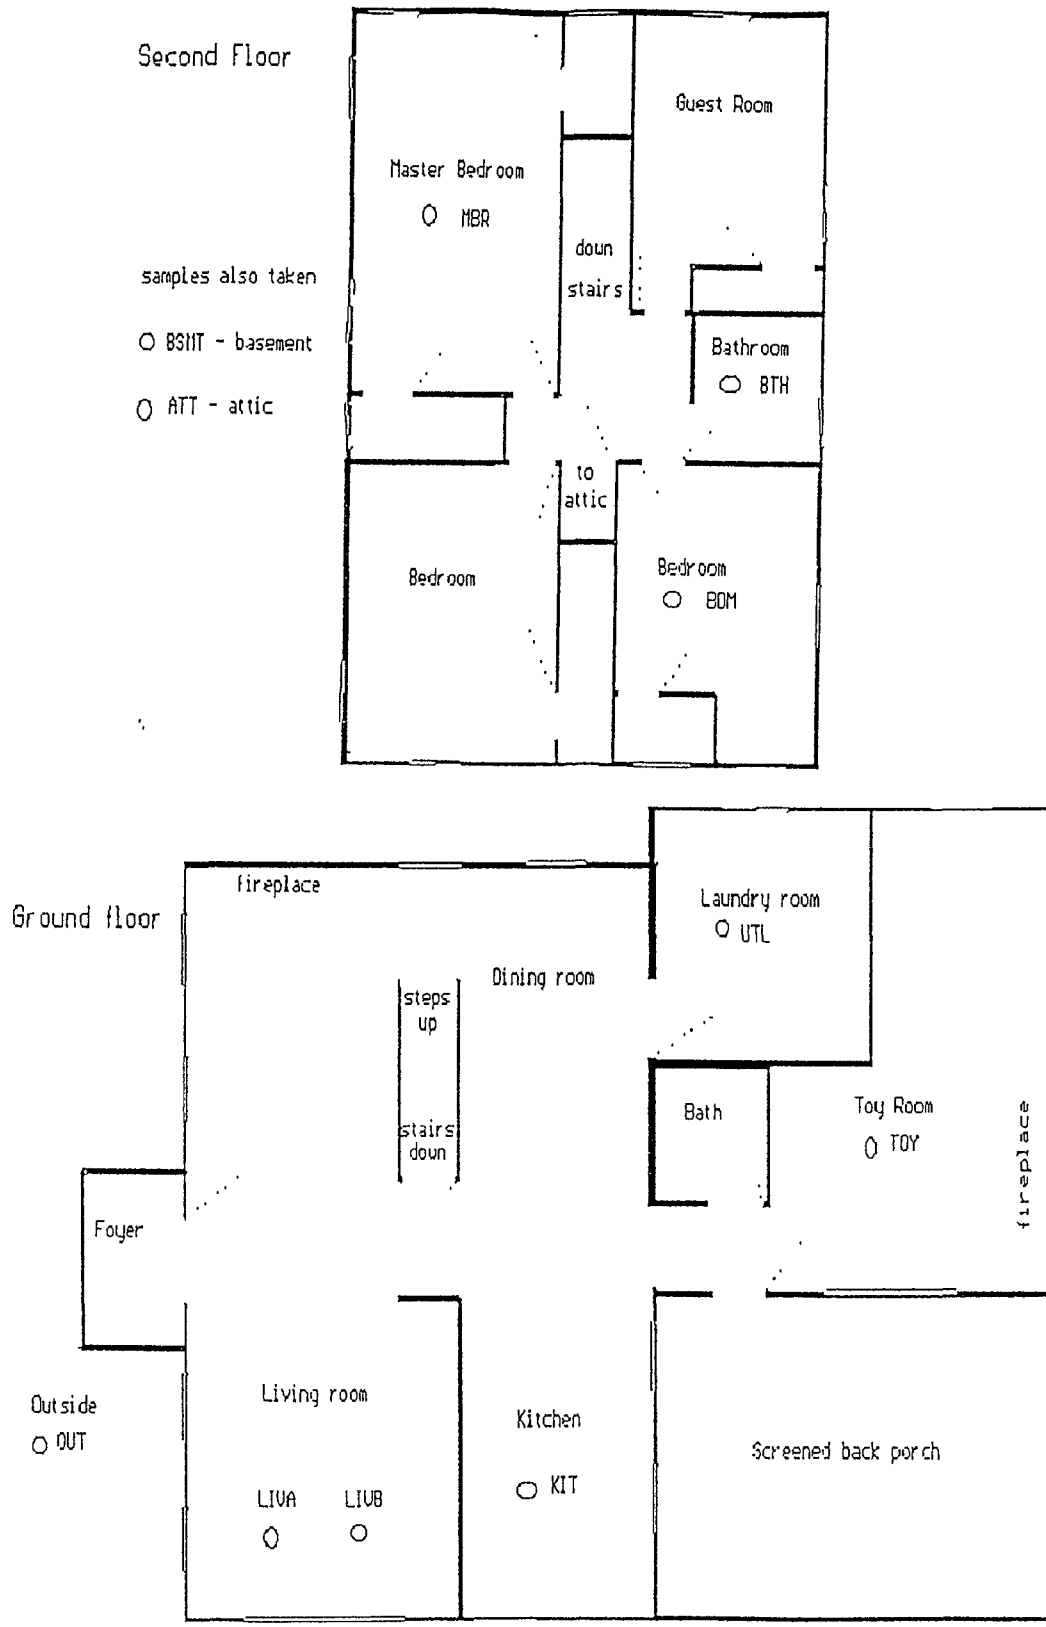 Second Floor
Guest Room
Master Bedroom
MBR
down
stairs
samples also taken
BSMT - basement
ATT - attic
Bathroom
BTH
to
attic
Bedroom
Bedroom
BDM
fireplace
Ground floor
Laundry room
UTL
Dining room
steps
up
stairs
down
Bath
Toy Room
TOY
fireplace
Foyer
Living room
Outside
OUT
Kitchen
KIT
Screened back porch
LIVA LIVB